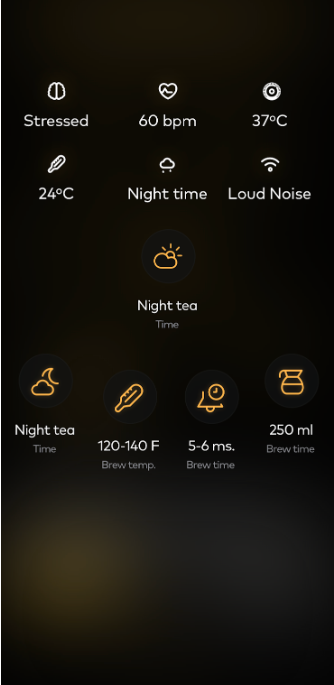 Stressed
60 bpm
37°C
24°C
Night time
Loud Noise
Night tea
Time
Night tea
Time
120-140 F
Brew temp.
5-6 ms.
Brew time
250 ml
Brew time